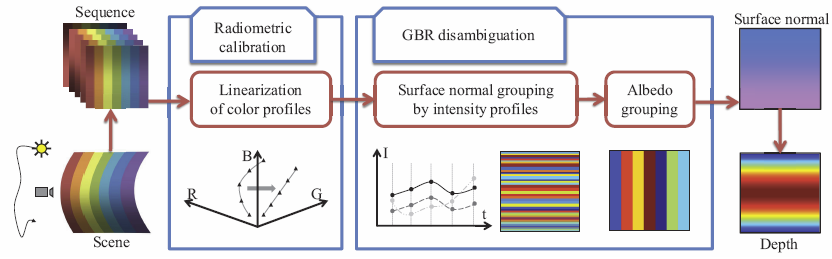 Sequence
Scene
Radiometric
calibration
Linearization
of color profiles
B
R
G
GBR disambiguation
Surface normal grouping
by intensity profiles
Albedo
grouping
I
t
Surface normal
Depth